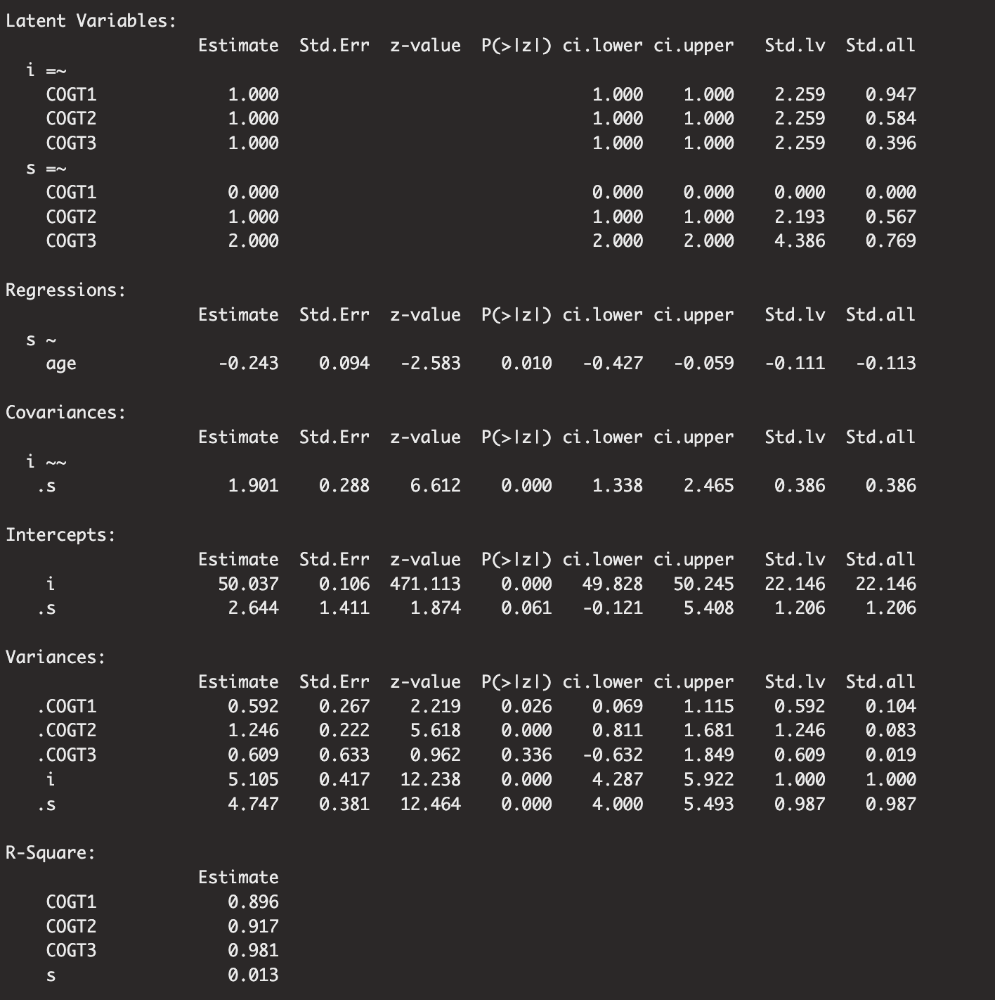 Latent Variables:
                   Estimate  Std.Err  z-value  P(>|z|) ci.lower ci.upper   Std.lv  Std.all
  i =~
    COGT1             1.000                               1.000    1.000    2.259    0.947
    COGT2             1.000                               1.000    1.000    2.259    0.584
    COGT3             1.000                               1.000    1.000    2.259    0.396
  s =~
    COGT1             0.000                               0.000    0.000    0.000    0.000
    COGT2             1.000                               1.000    1.000    2.193    0.567
    COGT3             2.000                               2.000    2.000    4.386    0.769

Regressions:
                   Estimate  Std.Err  z-value  P(>|z|) ci.lower ci.upper   Std.lv  Std.all
  s ~
    age              -0.243    0.094   -2.583    0.010   -0.427   -0.059   -0.111   -0.113

Covariances:
                   Estimate  Std.Err  z-value  P(>|z|) ci.lower ci.upper   Std.lv  Std.all
  i ~~
   .s                 1.901    0.288    6.612    0.000    1.338    2.465    0.386    0.386

Intercepts:
                   Estimate  Std.Err  z-value  P(>|z|) ci.lower ci.upper   Std.lv  Std.all
    i                50.037    0.106  471.113    0.000   49.828   50.245   22.146   22.146
   .s                 2.644    1.411    1.874    0.061   -0.121    5.408    1.206    1.206

Variances:
                   Estimate  Std.Err  z-value  P(>|z|) ci.lower ci.upper   Std.lv  Std.all
   .COGT1             0.592    0.267    2.219    0.026    0.069    1.115    0.592    0.104
   .COGT2             1.246    0.222    5.618    0.000    0.811    1.681    1.246    0.083
   .COGT3             0.609    0.633    0.962    0.336   -0.632    1.849    0.609    0.019
    i                 5.105    0.417   12.238    0.000    4.287    5.922    1.000    1.000
   .s                 4.747    0.381   12.464    0.000    4.000    5.493    0.987    0.987

R-Square:
                   Estimate
    COGT1             0.896
    COGT2             0.917
    COGT3             0.981
    s                 0.013